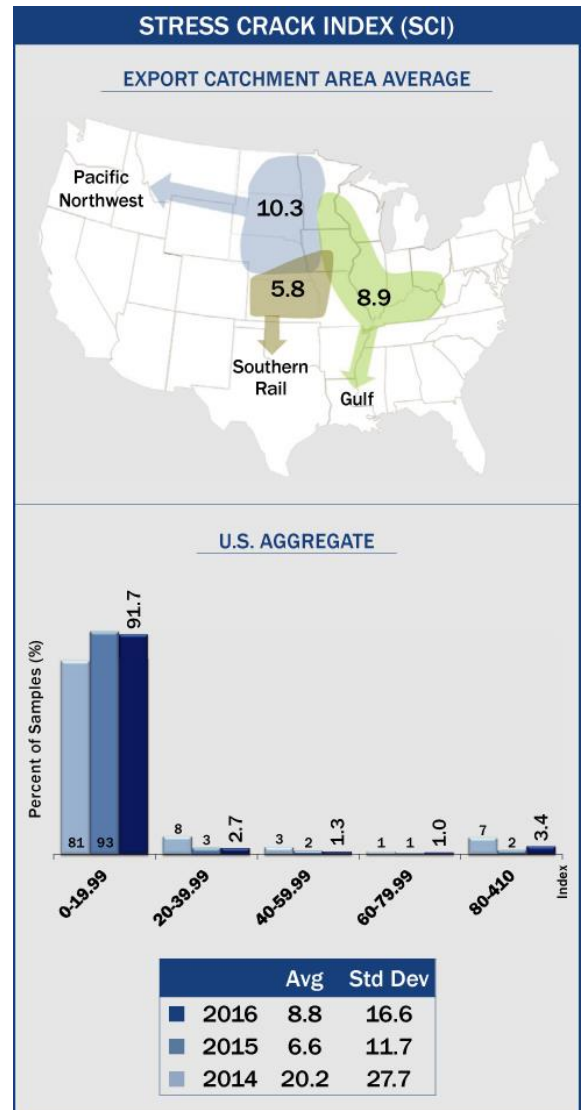 STRESS CRACK INDEX (SCI)
EXPORT CATCHMENT AREA AVERAGE
Pacific
Northwest
10.3
5.8
8.9
Southern
Rail
Gulf
U.S. AGGREGATE
Percent of Samples (%)
81
93
91.7
8
3
2.7
3
2
1.3
1
1
1.0
7
2
3.4
0-19.99
20-39.99
40-59.99
60-79.99
80-410
Index
Avg Std Dev
2016 8.8 16.6
2015 6.6 11.7
2014 20.2 27.7